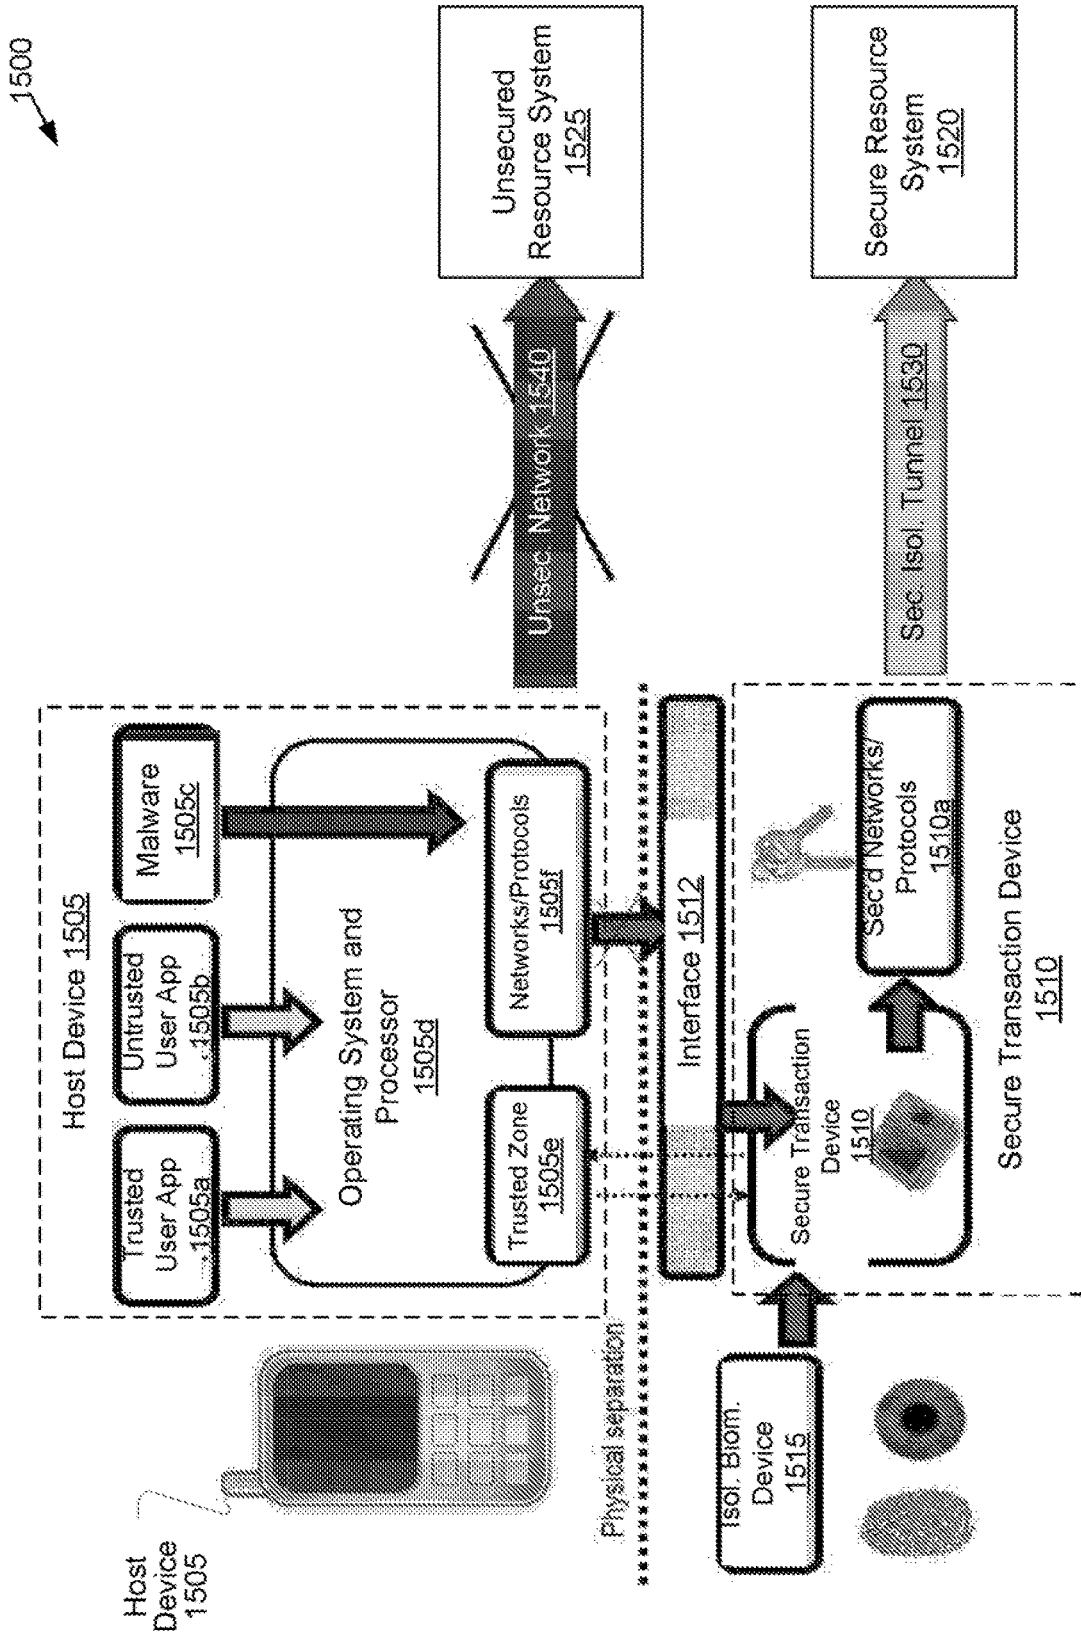 1500
Host
Device
1505
Host Device 1505
Trusted
User App
1505a
Untrusted
User App
1505b
Malware
1505c
Operating System and
Processor
1505d
Trusted Zone
1505e
Networks/Protocols
1505f
Unsec. Network 1540
Unsecured
Resource System
1525
Physical separation
Interface 1512
Isol. Biom.
Device
1515
Secure Transaction
Device
1510
Sec'd Networks/
Protocols
1510a
Secure Transaction Device
1510
Sec. Isol. Tunnel 1530
Secure Resource
System
1520